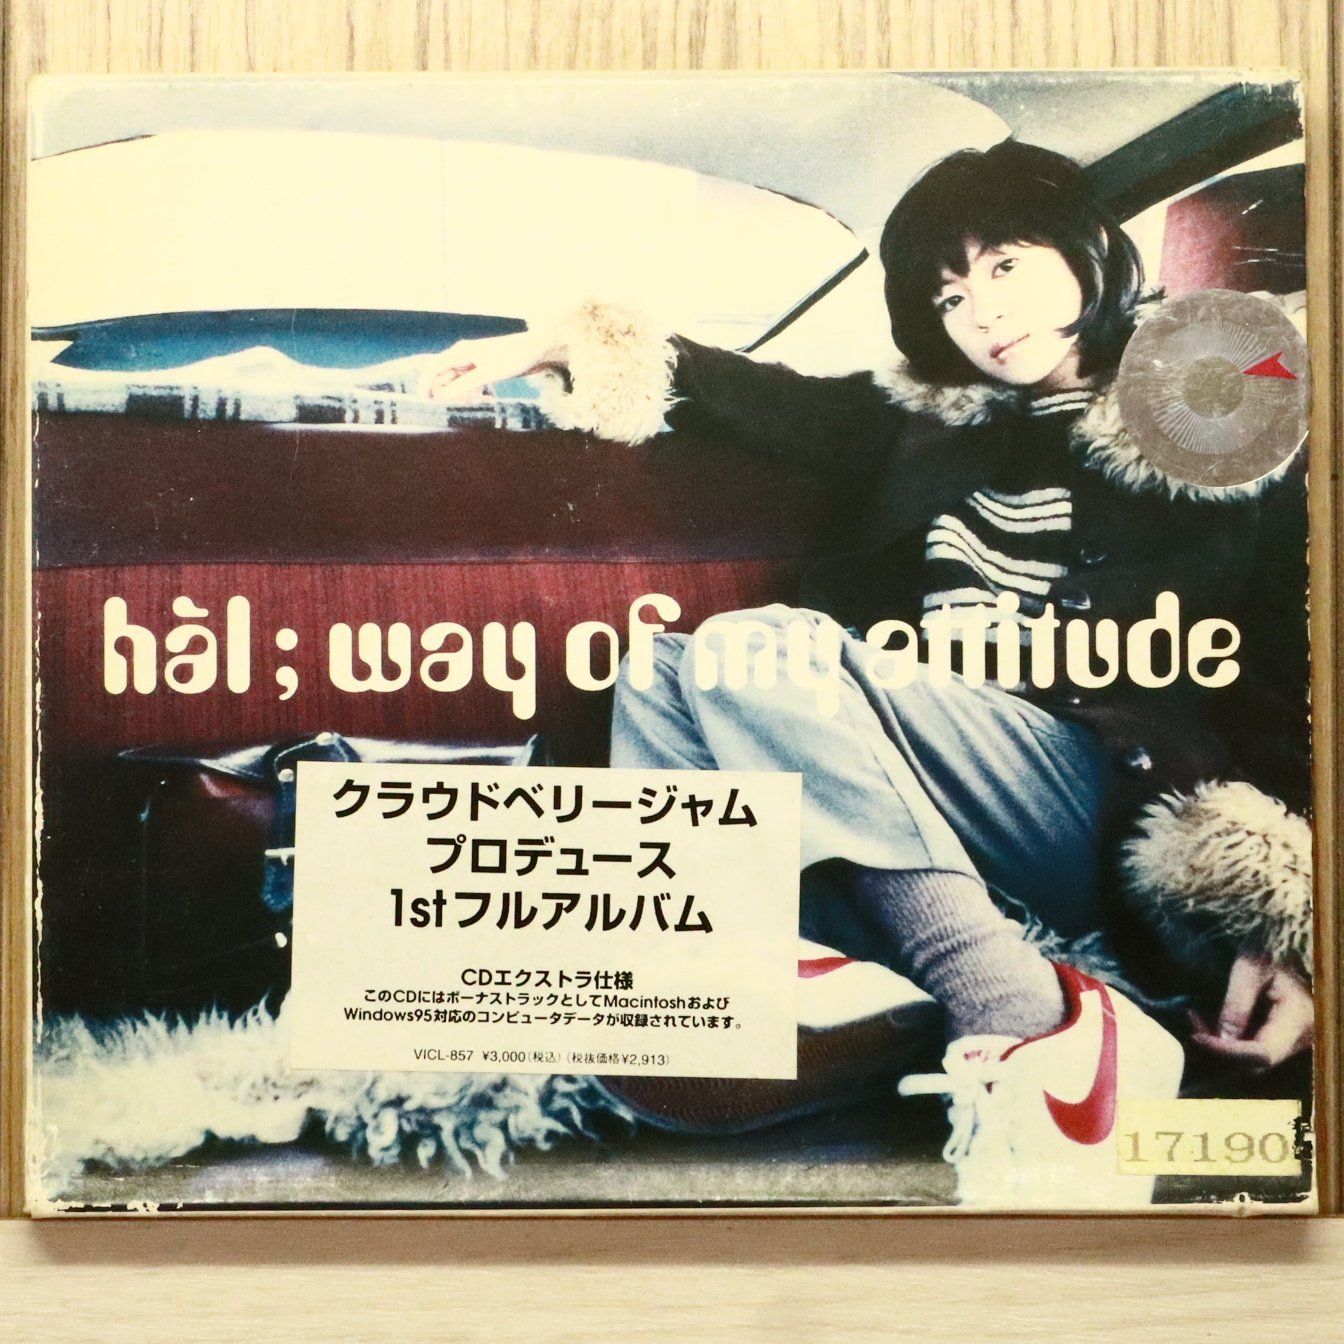 hàl ; way of my attitude
クラウドベリージャム
プロデュース
1stフルアルバム
CDエクストラ仕様
このCDにはボーナストラックとしてMacintoshおよび
Windows95対応のコンピュータデータが収録されています。
VICL-857 ¥3,000(税込)(税抜価格¥2,913)
17190